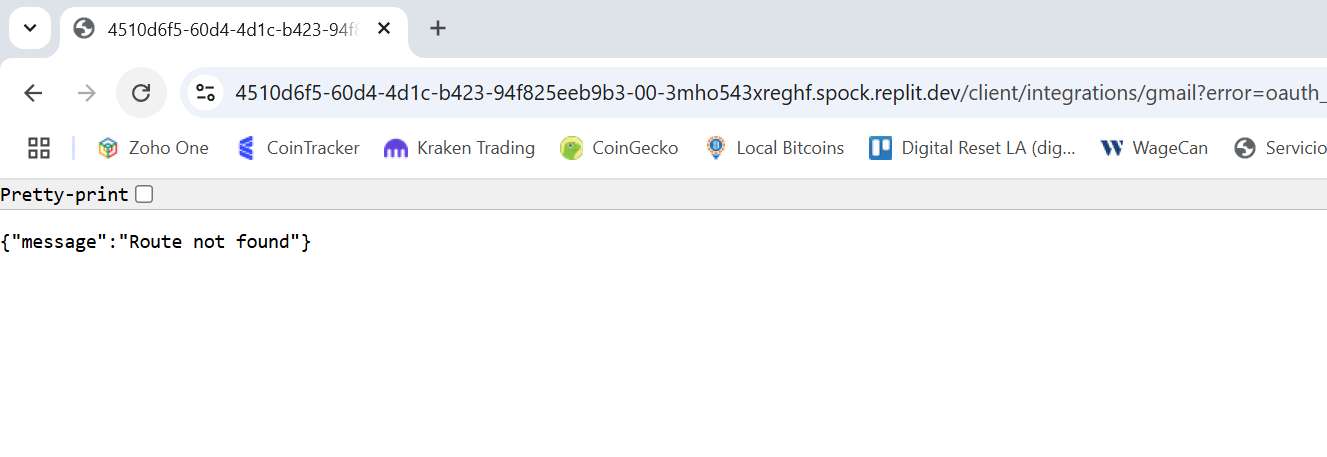 4510d6f5-60d4-4d1c-b423-94f8
4510d6f5-60d4-4d1c-b423-94f825eeb9b3-00-3mho543xreghf.spock.replit.dev/client/integrations/gmail?error=oauth_
Zoho One CoinTracker Kraken Trading CoinGecko Local Bitcoins Digital Reset LA (dig... WageCan Servicio
Pretty-print
{"message":"Route not found"}